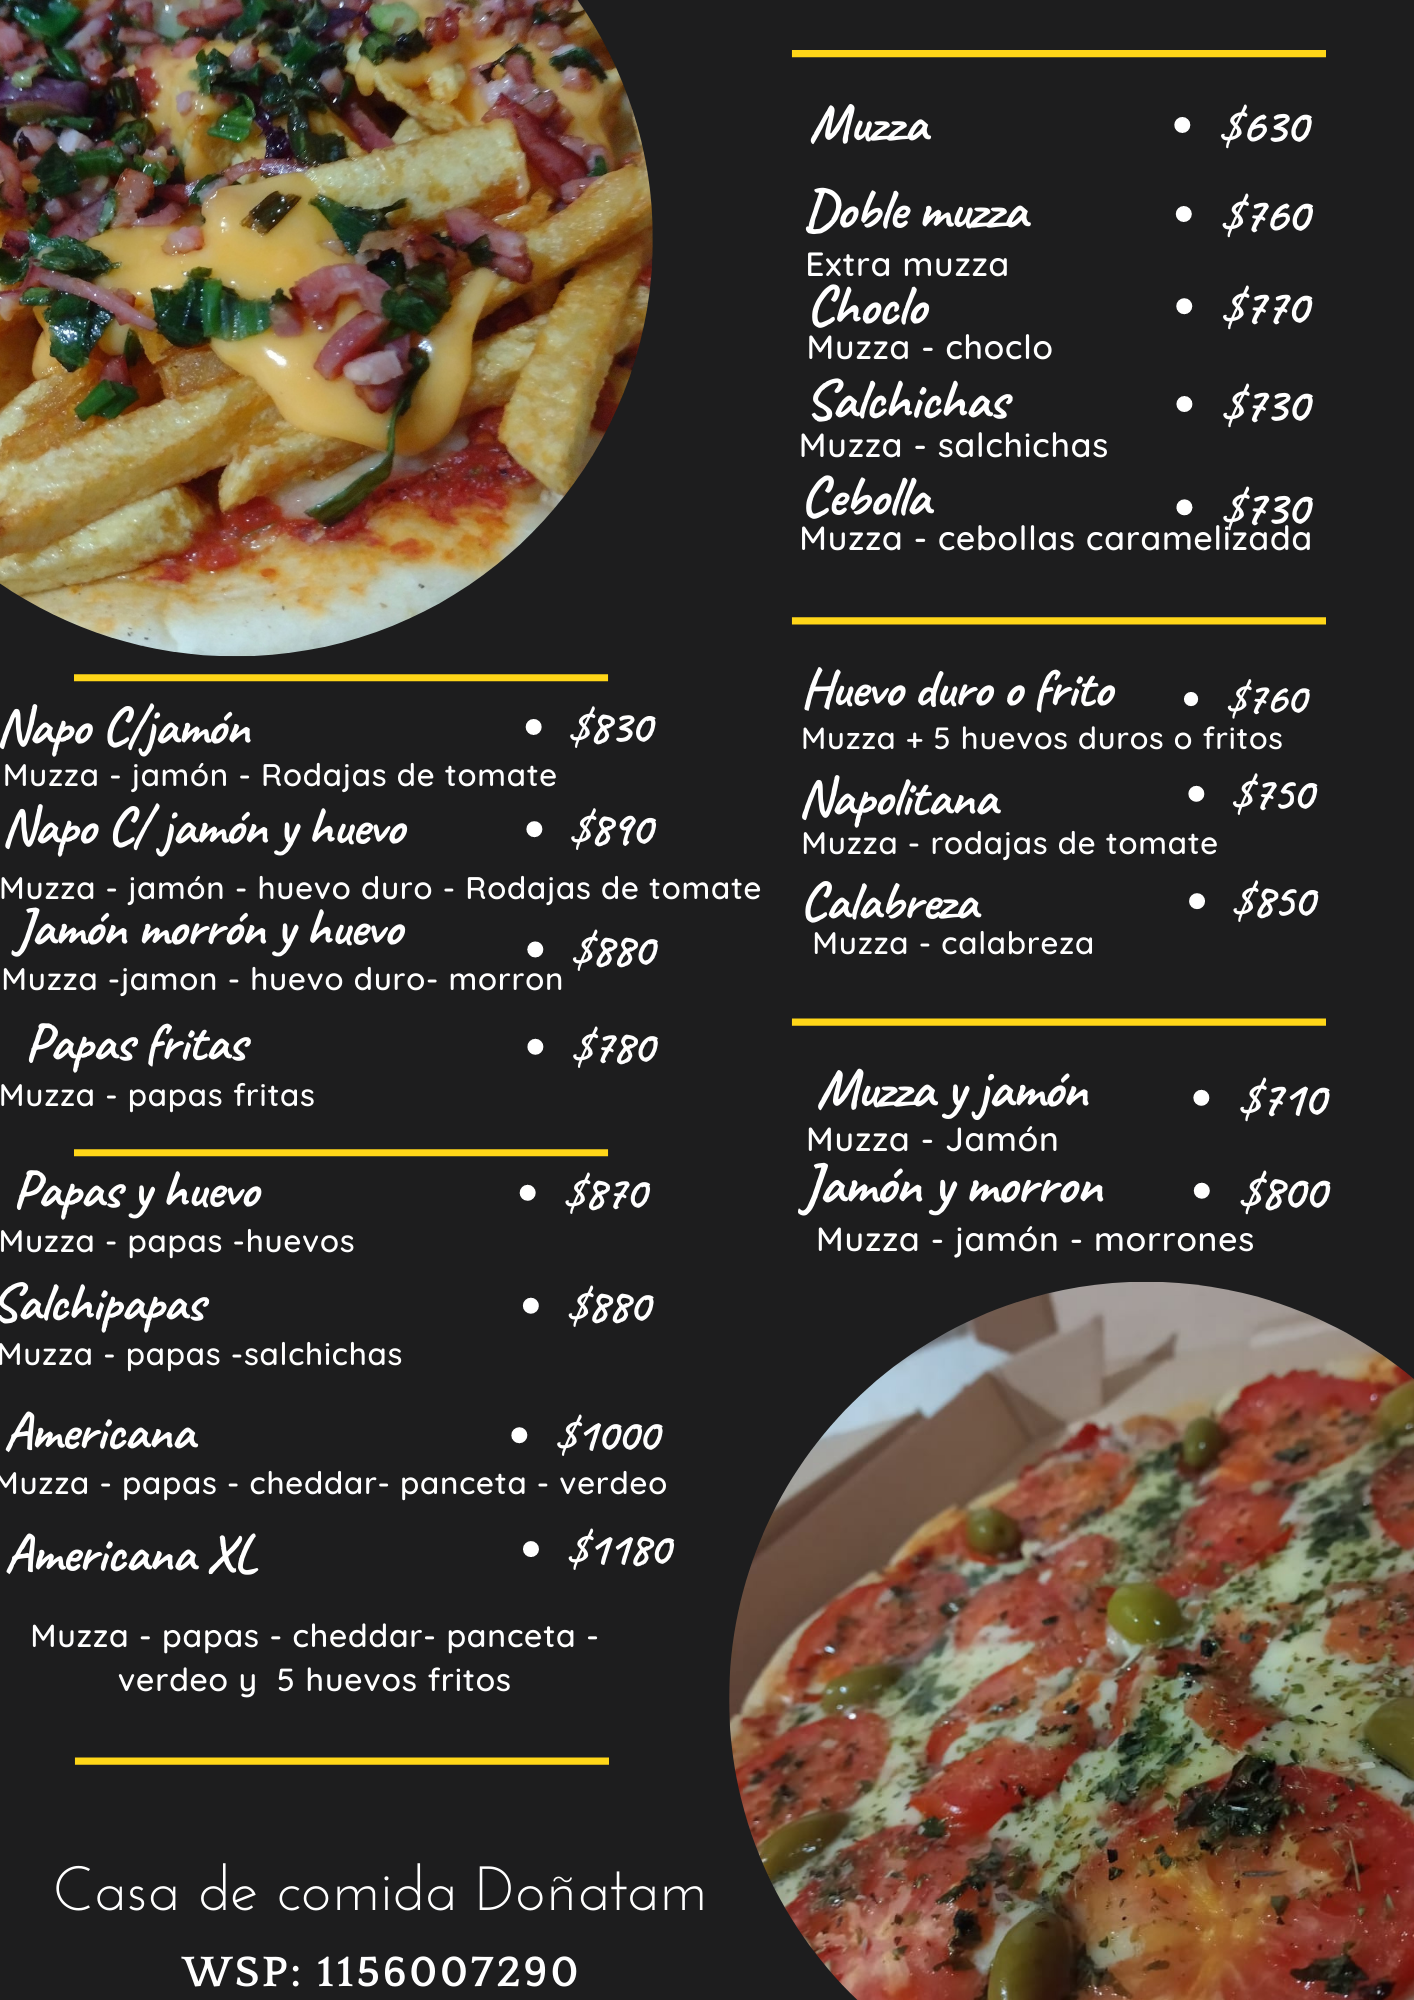 Muzza • $630
Doble muzza • $760
Extra muzza
Choclo • $770
Muzza - choclo
Salchichas • $730
Muzza - salchichas
Cebolla • $730
Muzza - cebollas caramelizada
Huevo duro o frito • $760
Muzza + 5 huevos duros o fritos
Napolitana • $750
Muzza - rodajas de tomate
Calabreza • $850
Muzza - calabreza
Muzza y jamón • $710
Muzza - Jamón
Jamón y morron • $800
Muzza - jamón - morrones
Napo C/jamón • $830
Muzza - jamón - Rodajas de tomate
Napo C/ jamón y huevo • $890
Muzza - jamón - huevo duro - Rodajas de tomate
Jamón morrón y huevo • $880
Muzza -jamon - huevo duro- morron
Papas fritas • $780
Muzza - papas fritas
Papas y huevo • $870
Muzza - papas -huevos
Salchipapas • $880
Muzza - papas -salchichas
Americana • $1000
Muzza - papas - cheddar- panceta - verdeo
Americana XL • $1180
Muzza - papas - cheddar- panceta -
verdeo y 5 huevos fritos
Casa de comida Doñatam
WSP: 1156007290